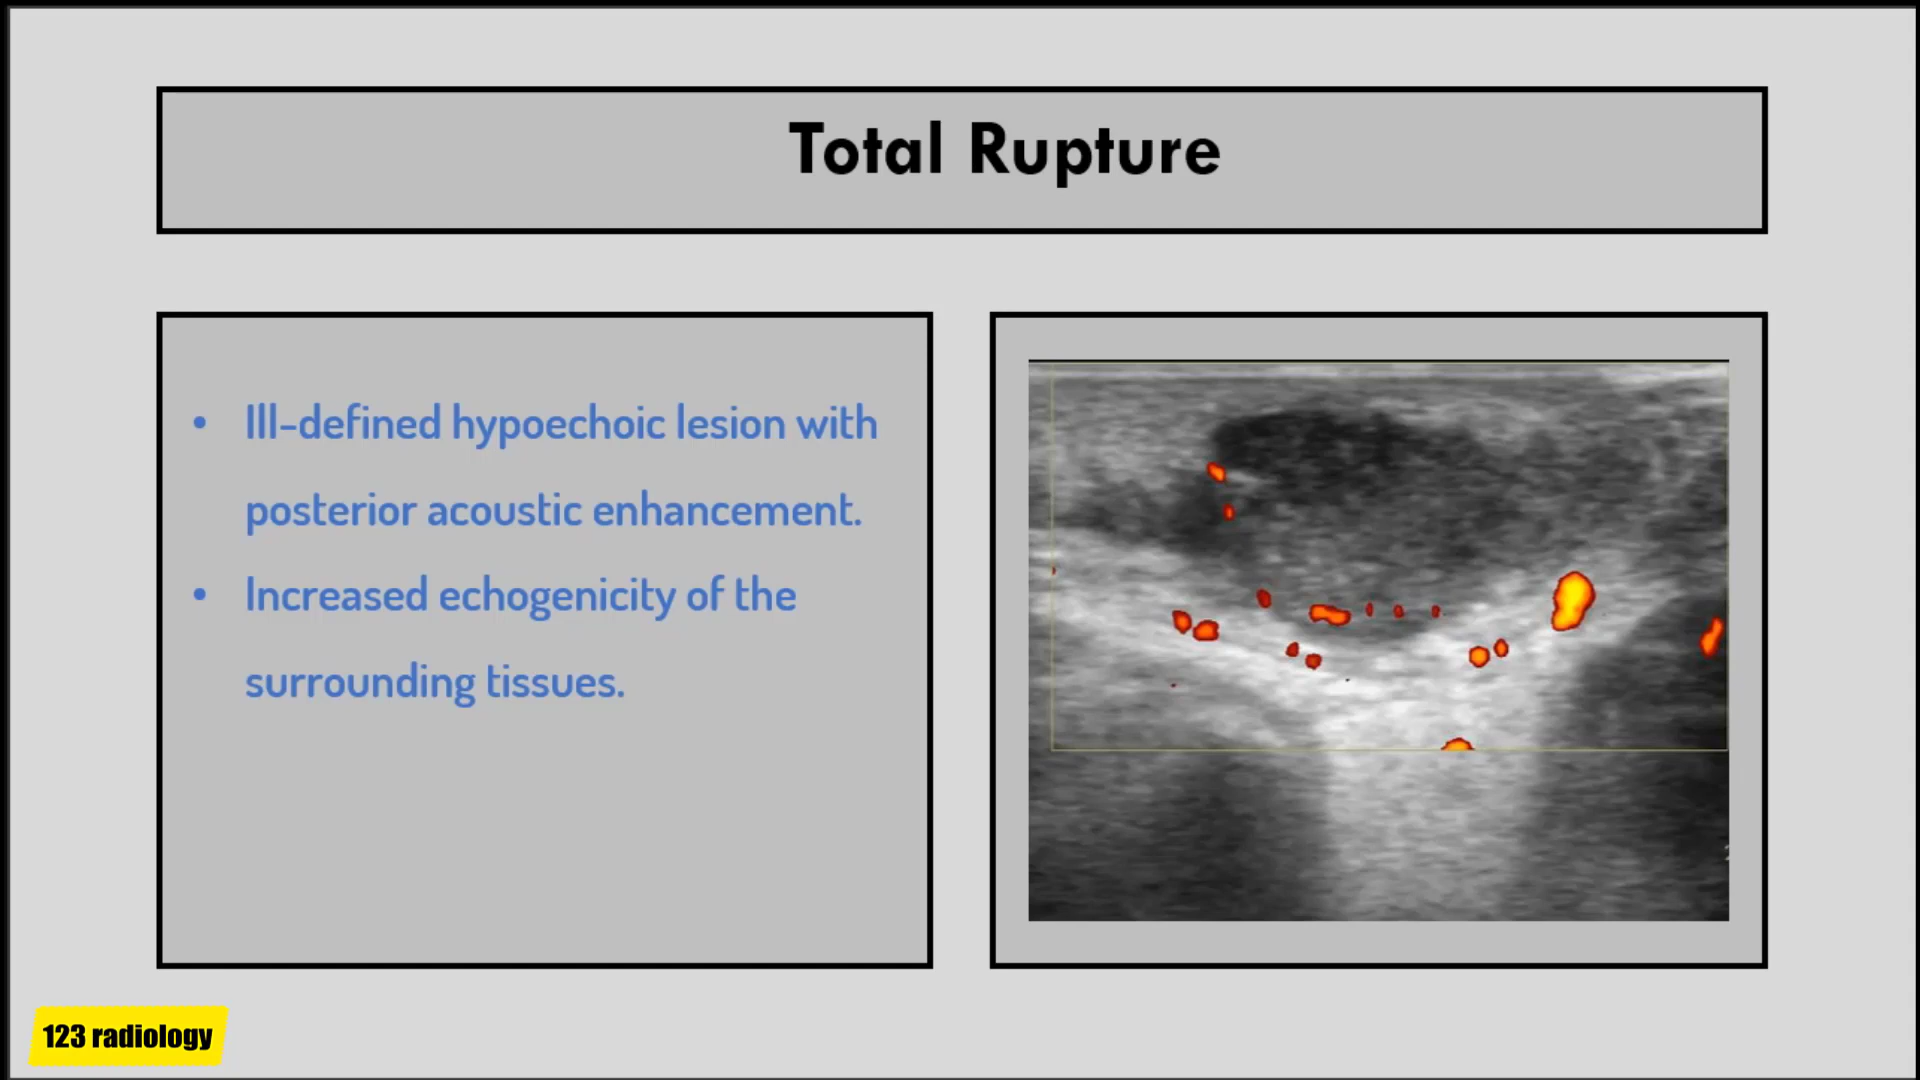 Total Rupture
• Ill-defined hypoechoic lesion with
posterior acoustic enhancement.
• Increased echogenicity of the
surrounding tissues.
123 radiology